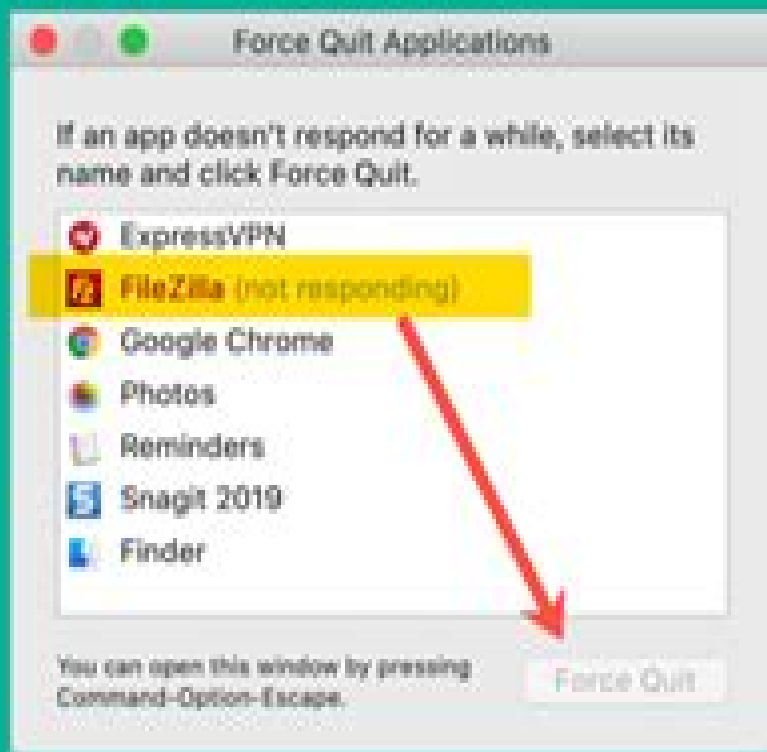 Force Quit Applications
If an app doesn't respond for a while, select its
name and click Force Quit.
ExpressVPN
FileZilla (not responding)
Google Chrome
Photos
Reminders
Snagit 2019
Finder
You can open this window by pressing
Command-Option-Escape.
Force Quit